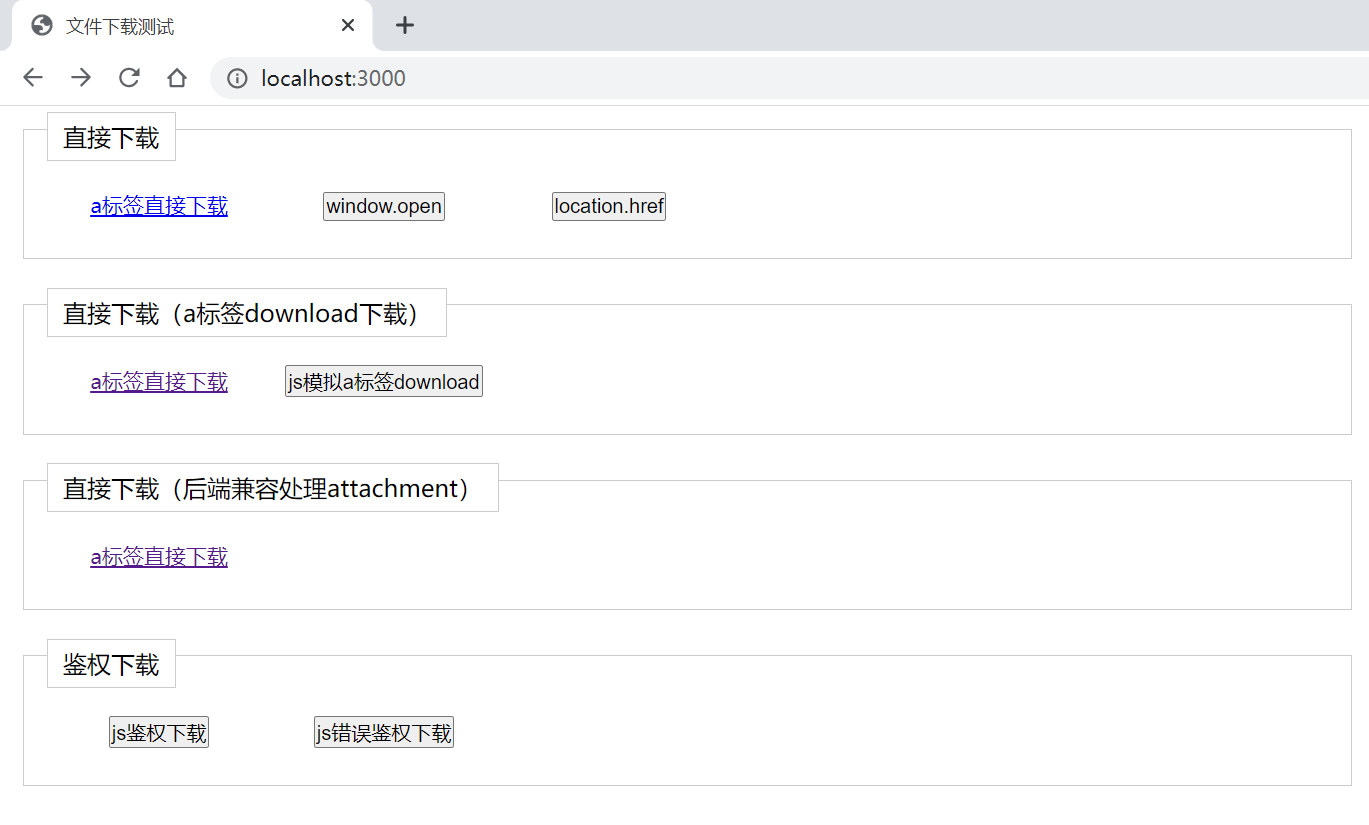 文件下载测试
localhost:3000
直接下载
a标签直接下载 window.open location.href
直接下载（a标签download下载）
a标签直接下载 js模拟a标签download
直接下载（后端兼容处理attachment）
a标签直接下载
鉴权下载
js鉴权下载 js错误鉴权下载